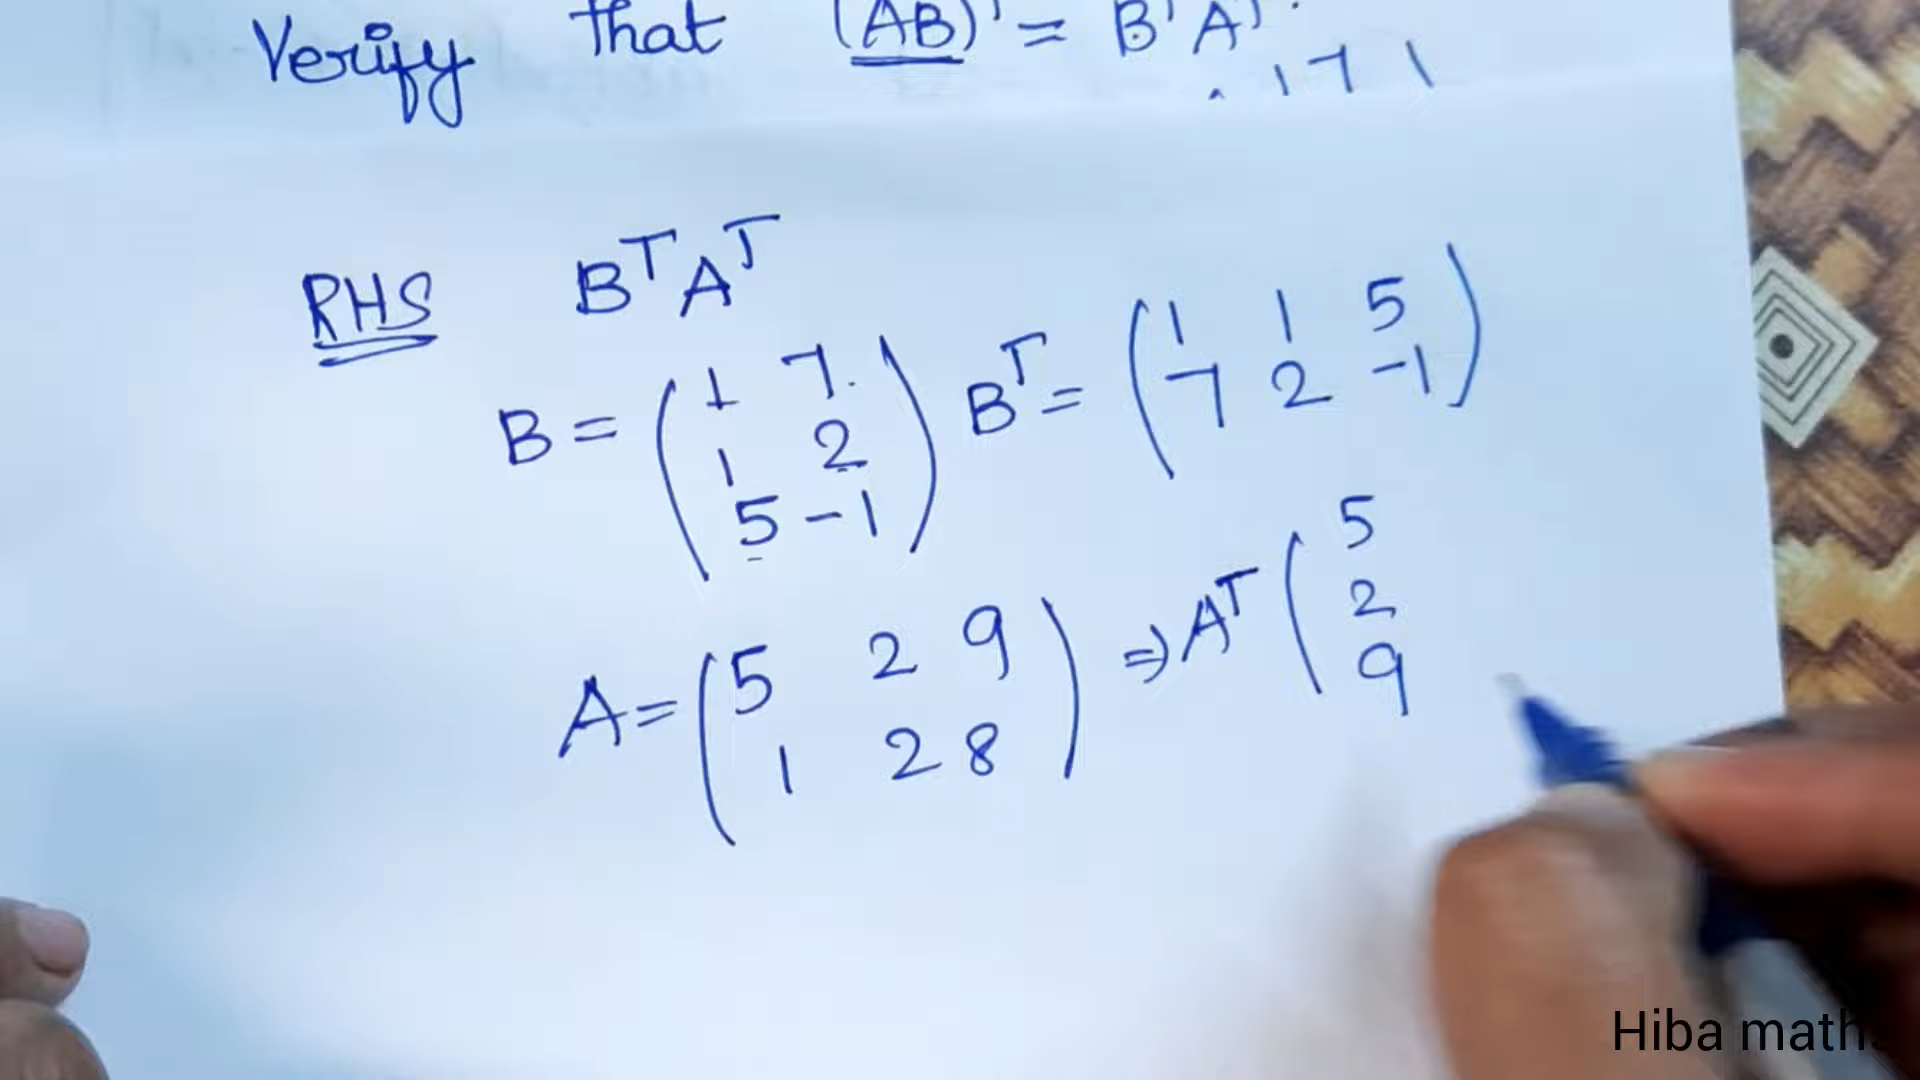 Verify that (AB)ᵀ = BᵀAᵀ.
RHS BᵀAᵀ
B = (1 7. Bᵀ = (1 1 5
1 2 7 2 -1)
5 -1)
A = (5 2 9 ⇒ Aᵀ (5
1 2 8) 2
9
Hiba maths